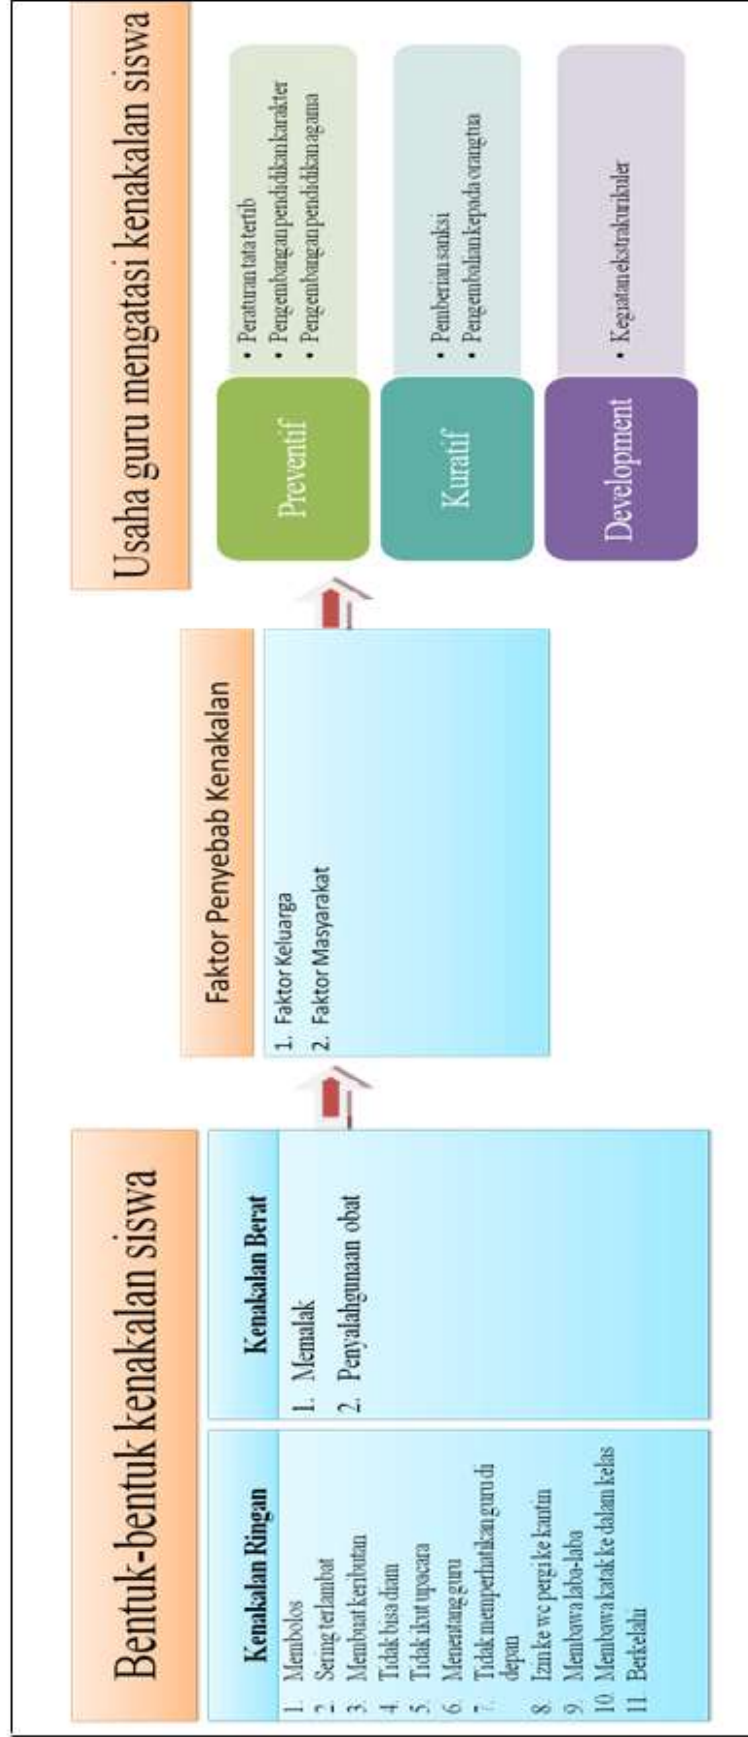 Bentuk-bentuk kenakalan siswa
Kenakalan Ringan
1. Membolos
2. Sering terlambat
3. Membuat keributan
4. Tidak bisa diam
5. Tidak ikut upacara
6. Menentang guru
7. Tidak memperhatikan guru di
depan
8. Izin ke wc pergi ke kantin
9. Membawa laba-laba
10. Membawa katak ke dalam kelas
11. Berkelahi
Kenakalan Berat
1. Memalak
2. Penyalahgunaan obat
Faktor Penyebab Kenakalan
1. Faktor Keluarga
2. Faktor Masyarakat
Usaha guru mengatasi kenakalan siswa
Preventif
• Peraturan tata tertib
• Pengembangan pendidikan karakter
• Pengembangan pendidikan agama
Kuratif
• Pemberian sanksi
• Pengembalian kepada orangtua
Development
• Kegiatan ekstrakurikuler